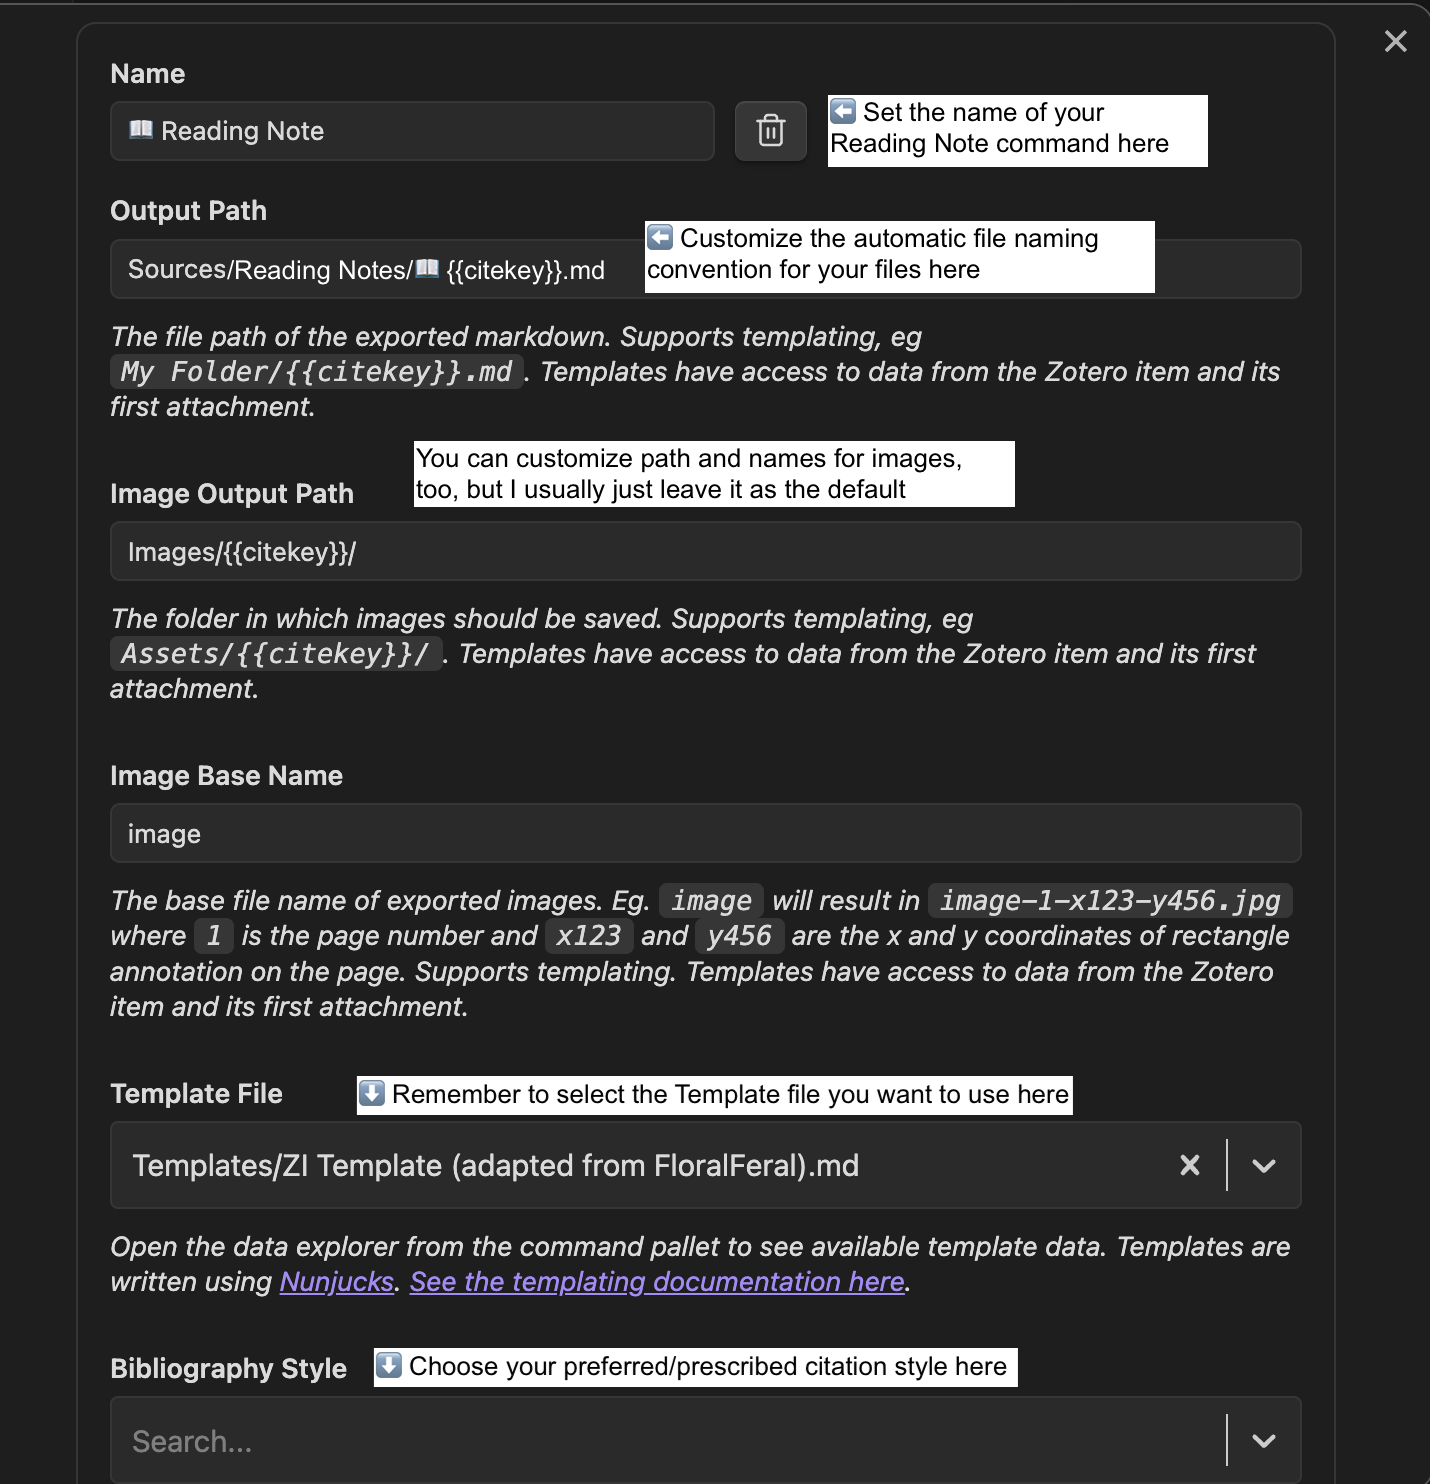 Name
📖 Reading Note
⬅️ Set the name of your
Reading Note command here
Output Path
⬅️ Customize the automatic file naming
convention for your files here
Sources/Reading Notes/📖 {{citekey}}.md
The file path of the exported markdown. Supports templating, eg
My Folder/{{citekey}}.md . Templates have access to data from the Zotero item and its
first attachment.
You can customize path and names for images,
too, but I usually just leave it as the default
Image Output Path
Images/{{citekey}}/
The folder in which images should be saved. Supports templating, eg
Assets/{{citekey}}/ . Templates have access to data from the Zotero item and its first
attachment.
Image Base Name
image
The base file name of exported images. Eg. image will result in image-1-x123-y456.jpg
where 1 is the page number and x123 and y456 are the x and y coordinates of rectangle
annotation on the page. Supports templating. Templates have access to data from the Zotero
item and its first attachment.
Template File
⬇️ Remember to select the Template file you want to use here
Templates/ZI Template (adapted from FloralFeral).md
Open the data explorer from the command pallet to see available template data. Templates are
written using Nunjucks. See the templating documentation here.
Bibliography Style
⬇️ Choose your preferred/prescribed citation style here
Search...